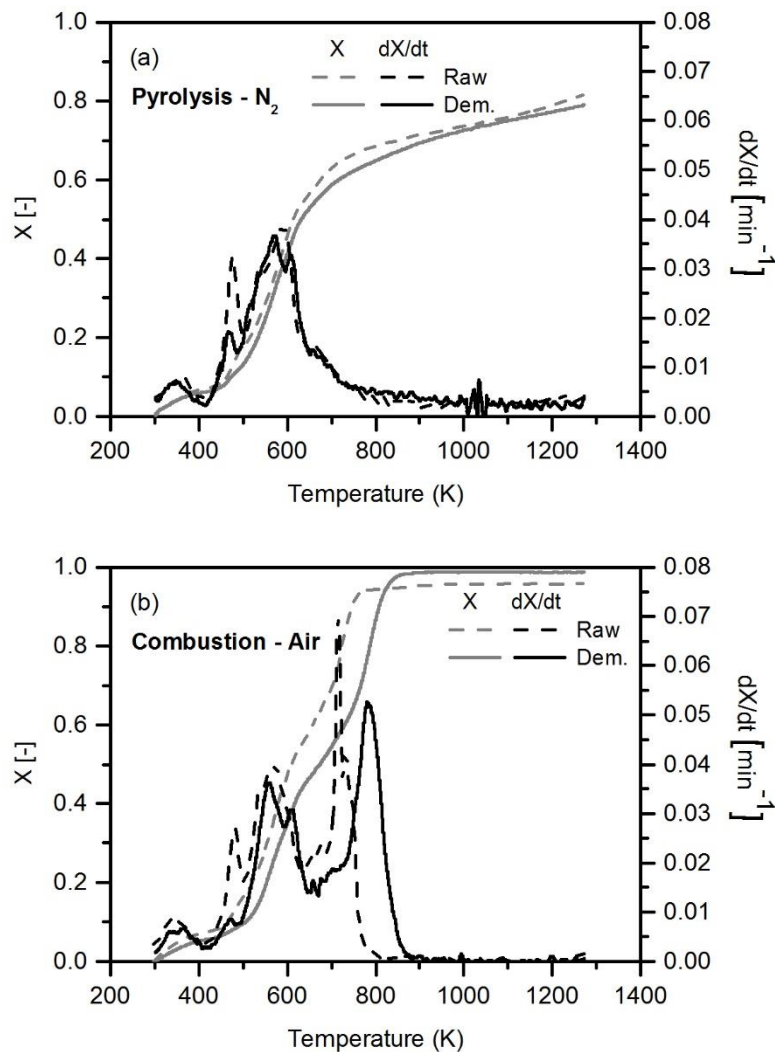 (a)
X dX/dt
Raw
Dem.
Pyrolysis - N₂
1.0
0.8
0.6
0.4
0.2
0.0
X [-]
0.08
0.07
0.06
0.05
0.04
0.03
0.02
0.01
0.00
dX/dt [min⁻¹]
200 400 600 800 1000 1200 1400
Temperature (K)
(b)
Combustion - Air
X dX/dt
Raw
Dem.
1.0
0.8
0.6
0.4
0.2
0.0
X [-]
0.08
0.07
0.06
0.05
0.04
0.03
0.02
0.01
0.00
dX/dt [min⁻¹]
200 400 600 800 1000 1200 1400
Temperature (K)